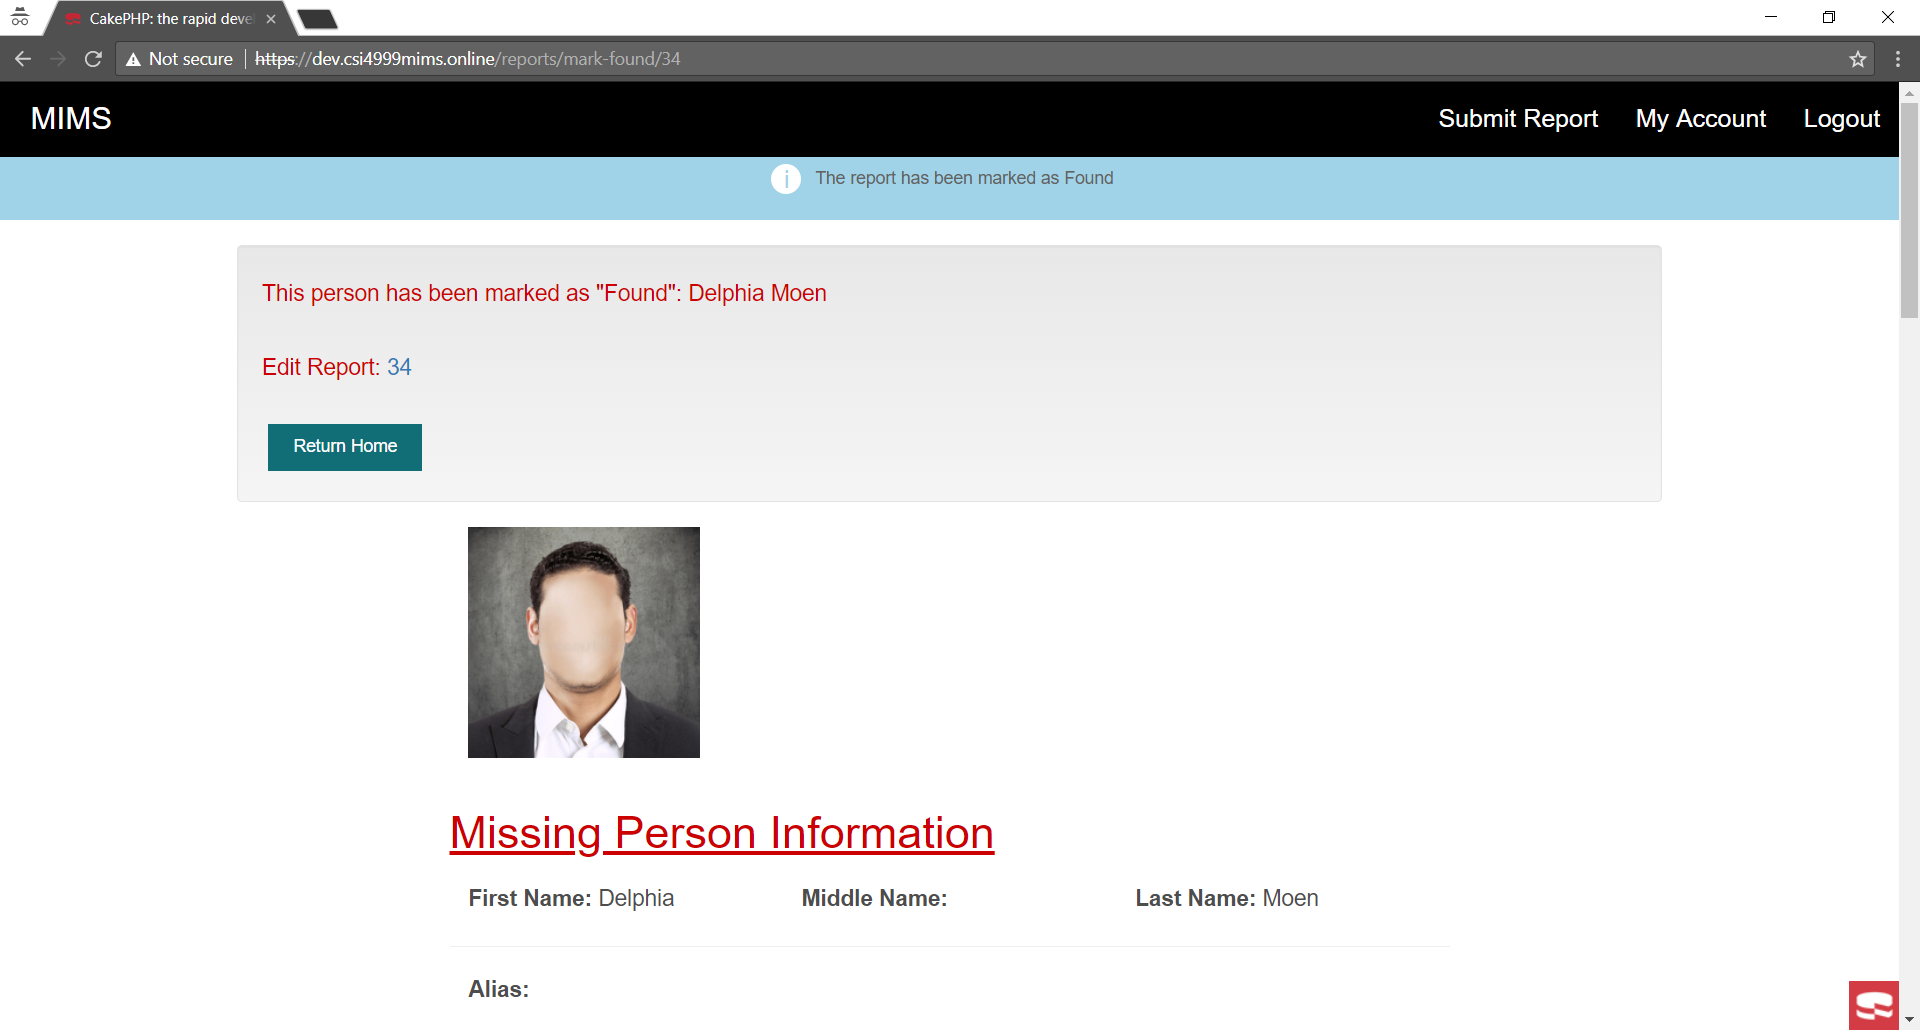 CakePHP: the rapid deve
Not secure
https://dev.csi4999mims.online/reports/mark-found/34
MIMS
Submit Report
My Account
Logout
The report has been marked as Found
This person has been marked as "Found": Delphia Moen
Edit Report: 34
Return Home
Missing Person Information
First Name: Delphia
Middle Name:
Last Name: Moen
Alias: